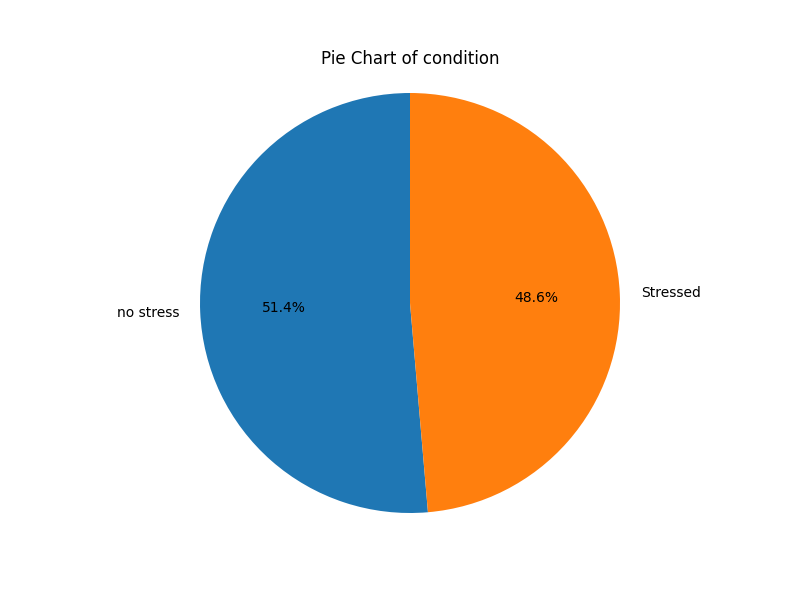 Pie Chart of condition
Stressed
48.6%
51.4%
no stress